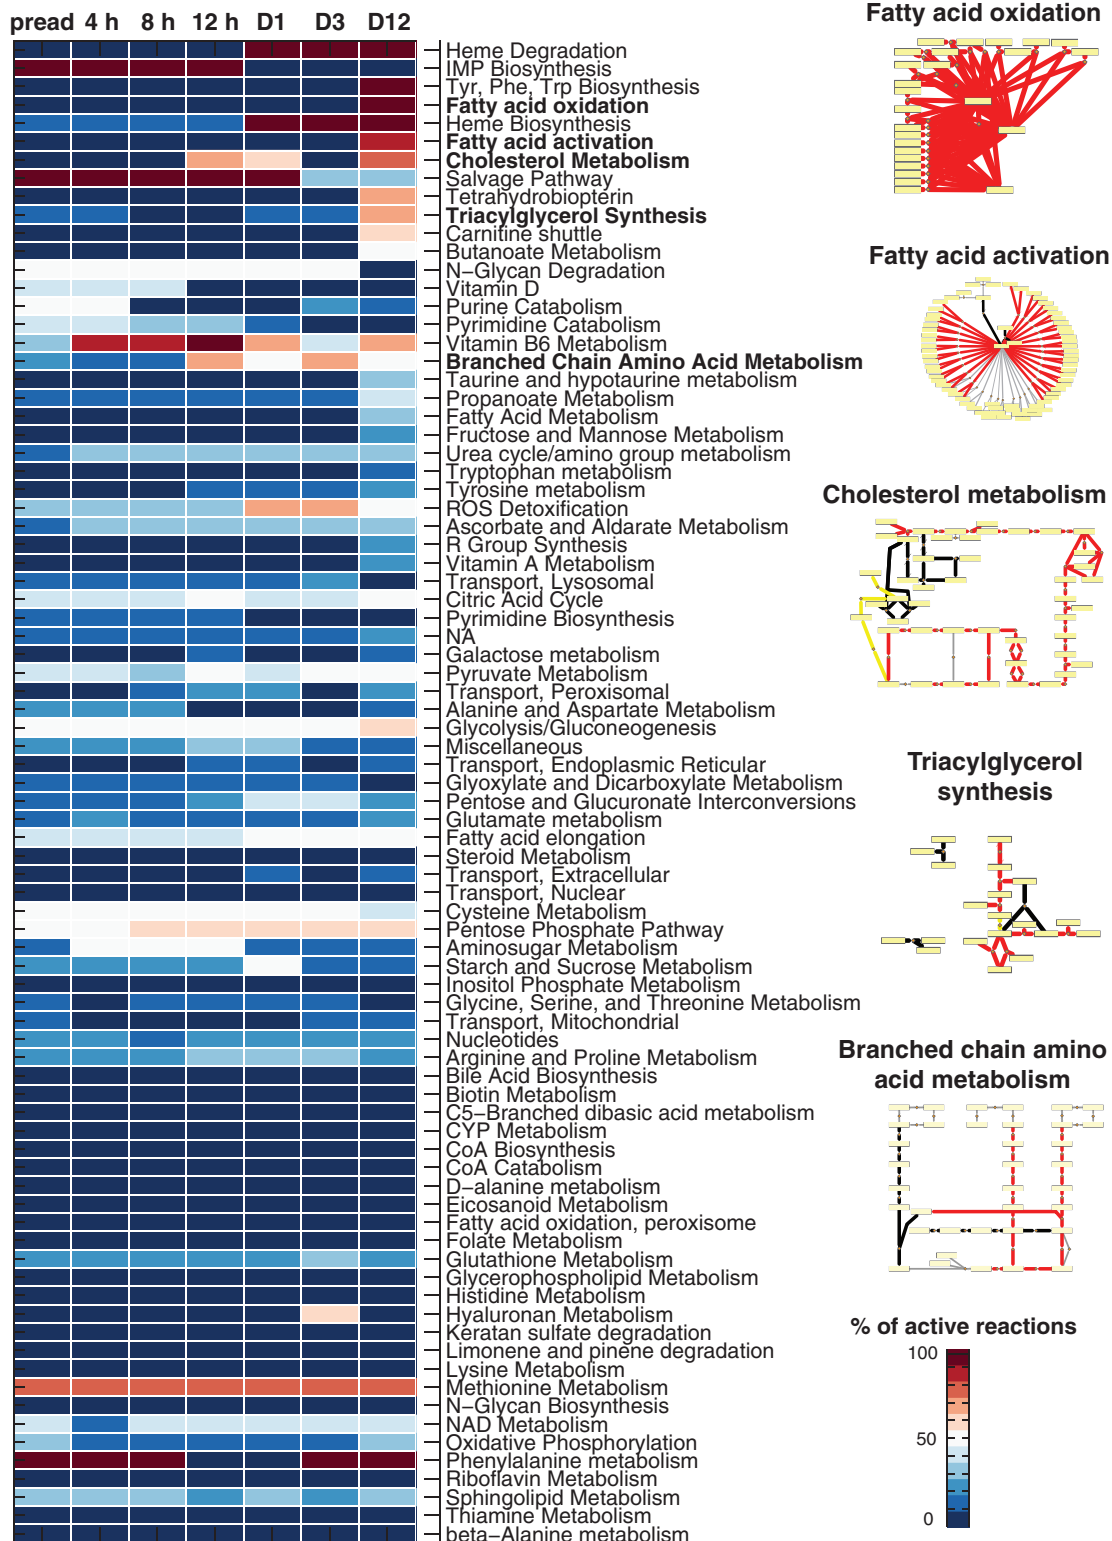 pread 4 h 8 h 12 h D1 D3 D12
Heme Degradation
IMP Biosynthesis
Tyr, Phe, Trp Biosynthesis
Fatty acid oxidation
Heme Biosynthesis
Fatty acid activation
Cholesterol Metabolism
Salvage Pathway
Tetrahydrobiopterin
Triacylglycerol Synthesis
Carnitine shuttle
Butanoate Metabolism
N−Glycan Degradation
Vitamin D
Purine Catabolism
Pyrimidine Catabolism
Vitamin B6 Metabolism
Branched Chain Amino Acid Metabolism
Taurine and hypotaurine metabolism
Propanoate Metabolism
Fatty Acid Metabolism
Fructose and Mannose Metabolism
Urea cycle/amino group metabolism
Tryptophan metabolism
Tyrosine metabolism
ROS Detoxification
Ascorbate and Aldarate Metabolism
R Group Synthesis
Vitamin A Metabolism
Transport, Lysosomal
Citric Acid Cycle
Pyrimidine Biosynthesis
NA
Galactose metabolism
Pyruvate Metabolism
Transport, Peroxisomal
Alanine and Aspartate Metabolism
Glycolysis/Gluconeogenesis
Miscellaneous
Transport, Endoplasmic Reticular
Glyoxylate and Dicarboxylate Metabolism
Pentose and Glucuronate Interconversions
Glutamate metabolism
Fatty acid elongation
Steroid Metabolism
Transport, Extracellular
Transport, Nuclear
Cysteine Metabolism
Pentose Phosphate Pathway
Aminosugar Metabolism
Starch and Sucrose Metabolism
Inositol Phosphate Metabolism
Glycine, Serine, and Threonine Metabolism
Transport, Mitochondrial
Nucleotides
Arginine and Proline Metabolism
Bile Acid Biosynthesis
Biotin Metabolism
C5−Branched dibasic acid metabolism
CYP Metabolism
CoA Biosynthesis
CoA Catabolism
D−alanine metabolism
Eicosanoid Metabolism
Fatty acid oxidation, peroxisome
Folate Metabolism
Glutathione Metabolism
Glycerophospholipid Metabolism
Histidine Metabolism
Hyaluronan Metabolism
Keratan sulfate degradation
Limonene and pinene degradation
Lysine Metabolism
Methionine Metabolism
N−Glycan Biosynthesis
NAD Metabolism
Oxidative Phosphorylation
Phenylalanine metabolism
Riboflavin Metabolism
Sphingolipid Metabolism
Thiamine Metabolism
beta−Alanine metabolism
Fatty acid oxidation
Fatty acid activation
Cholesterol metabolism
Triacylglycerol
synthesis
Branched chain amino
acid metabolism
% of active reactions
100
50
0